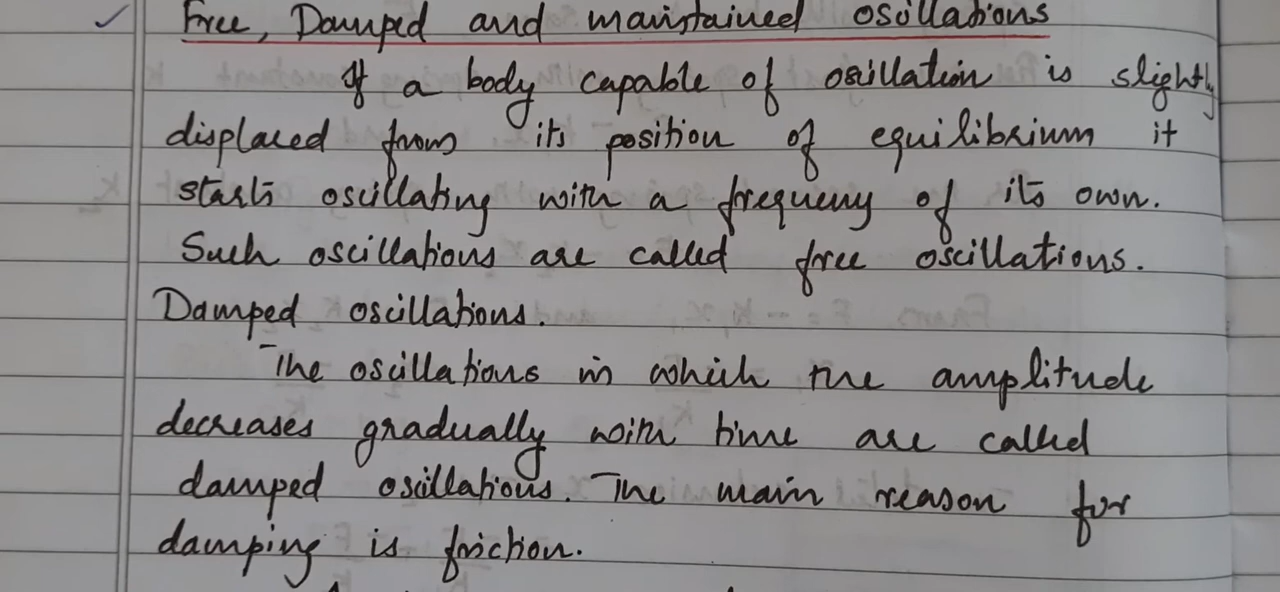 Free, Damped and maintained oscillations
If a body capable of oscillation is slightly
displaced from its position of equilibrium it
starts oscillating with a frequency of its own.
Such oscillations are called free oscillations.
Damped oscillations.
The oscillations in which the amplitude
decreases gradually with time are called
damped oscillations. The main reason for
damping is friction.